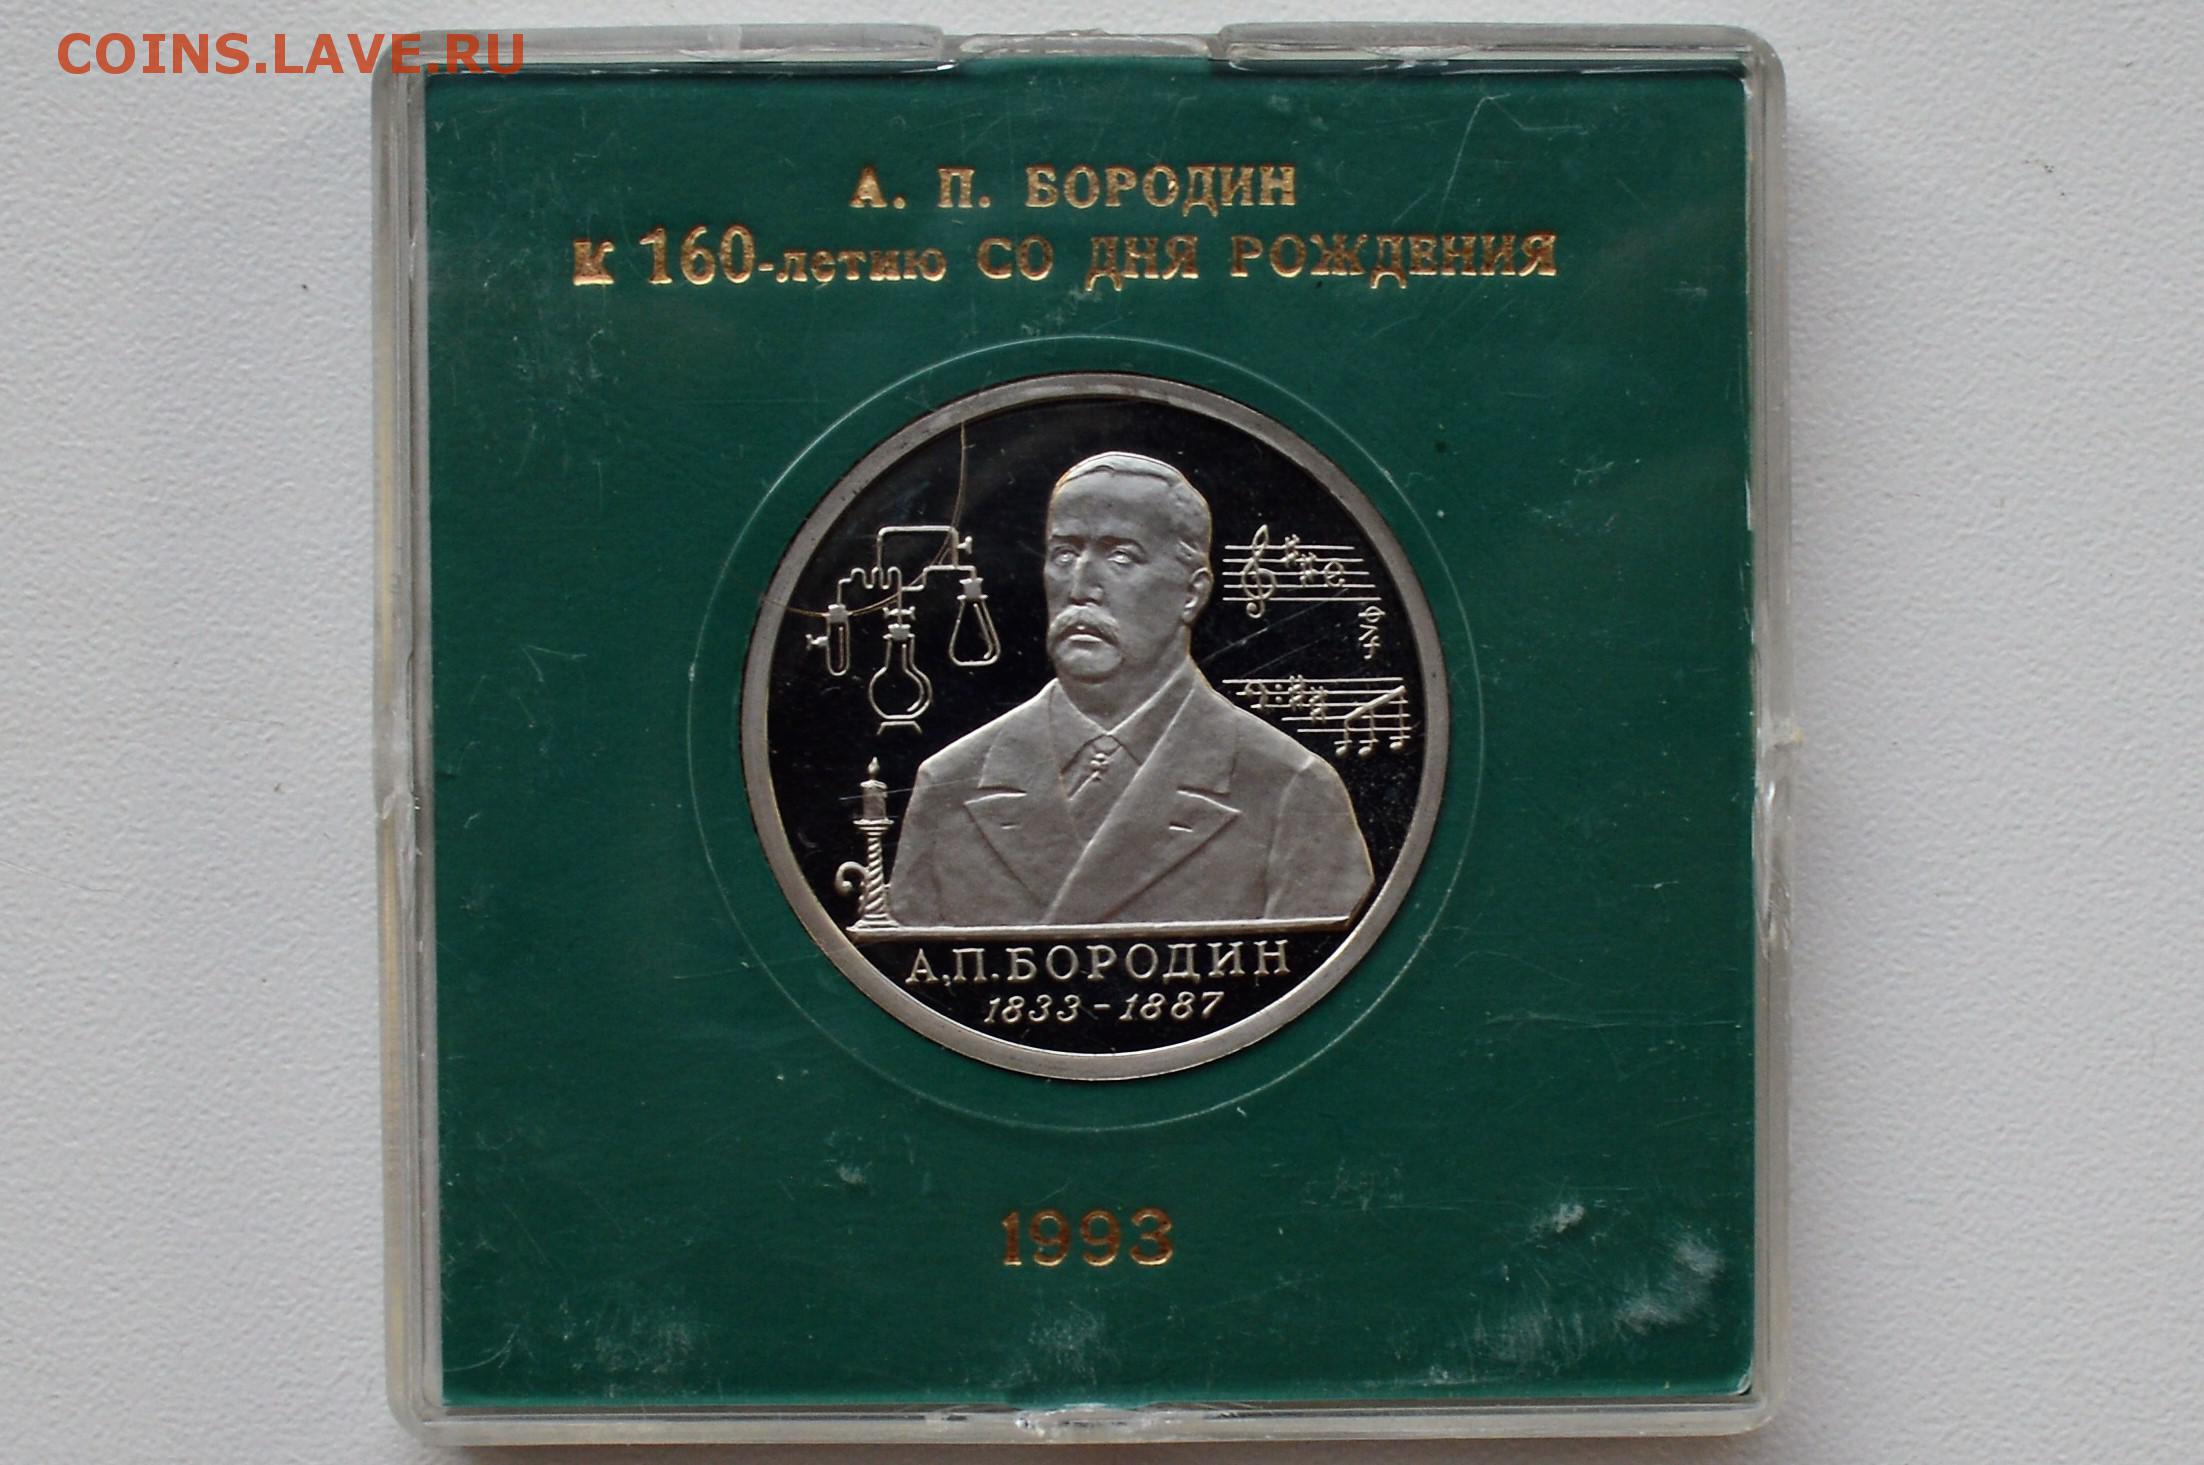 COINS.LAVE.RU
А. П. БОРОДИН
К 160-летию СО ДНЯ РОЖДЕНИЯ
А.П.БОРОДИН
1833-1887
1993